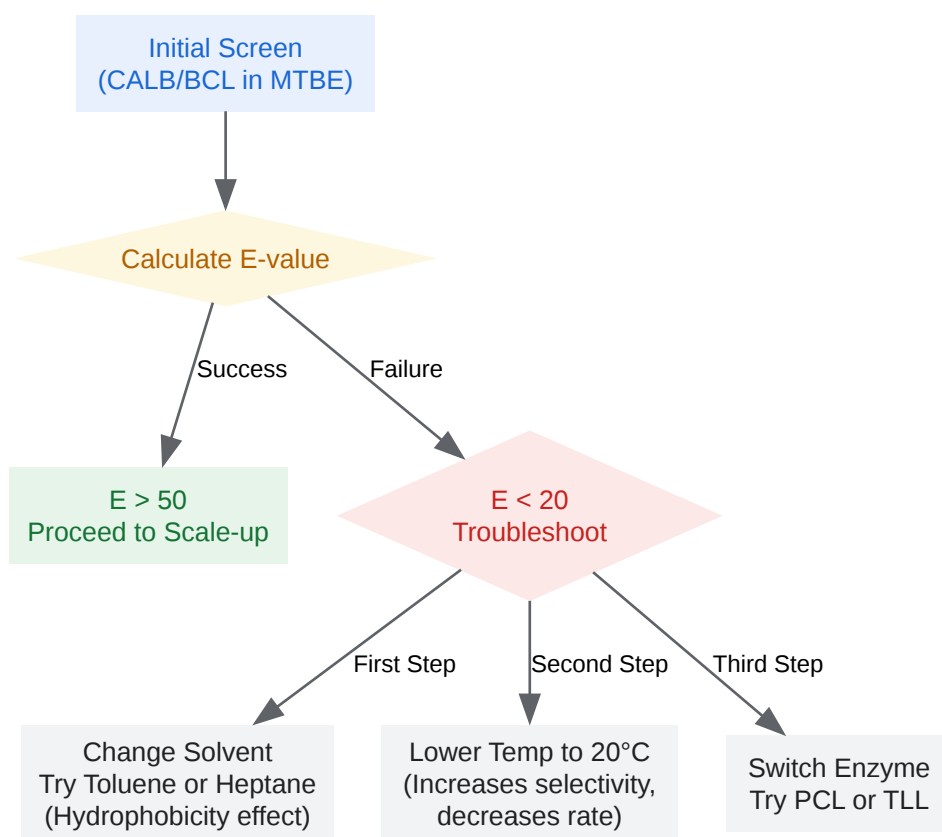 Initial Screen
(CALB/BCL in MTBE)
Calculate E-value
Success
Failure
E > 50
Proceed to Scale-up
E < 20
Troubleshoot
First Step
Second Step
Third Step
Change Solvent
Try Toluene or Heptane
(Hydrophobicity effect)
Lower Temp to 20°C
(Increases selectivity,
decreases rate)
Switch Enzyme
Try PCL or TLL